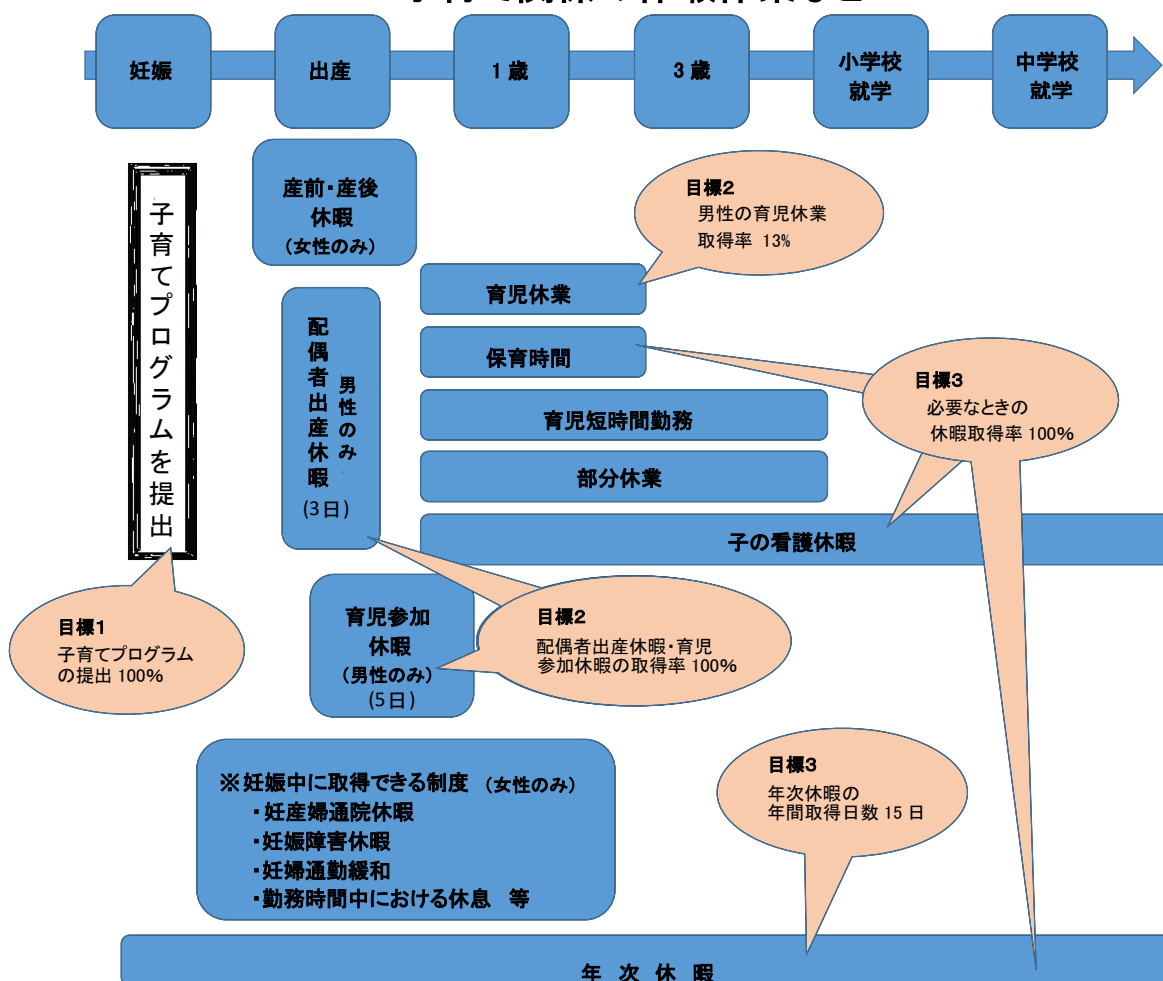 妊娠
出産
1歳
3歳
小学校
就学
中学校
就学
産前・産後
休暇
(女性のみ)
目標2
男性の育児休業
取得率 13%
子育てプログラムを提出
配偶者出産休暇
男性のみ
(3日)
育児休業
保育時間
育児短時間勤務
部分休業
子の看護休暇
目標3
必要なときの
休暇取得率 100%
目標1
子育てプログラム
の提出 100%
育児参加
休暇
(男性のみ)
(5日)
目標2
配偶者出産休暇・育児
参加休暇の取得率 100%
※妊娠中に取得できる制度 (女性のみ)
・妊産婦通院休暇
・妊娠障害休暇
・妊婦通勤緩和
・勤務時間中における休息 等
目標3
年次休暇の
年間取得日数 15 日
年 次 休 暇